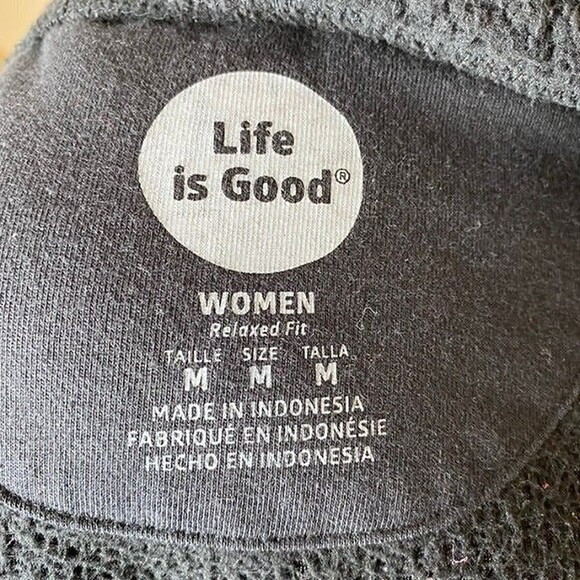 Life
is Good®
WOMEN
Relaxed Fit
TAILLE SIZE TALLA
M M M
MADE IN INDONESIA
FABRIQUÉ EN INDONÉSIE
HECHO EN INDONESIA